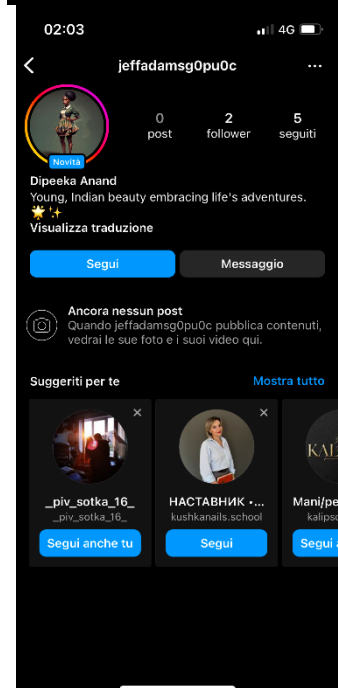 02:03
4G
jeffadamsg0pu0c
0
post
2
follower
5
seguiti
Novità
Dipeeka Anand
Young, Indian beauty embracing life's adventures.
🌟✨
Visualizza traduzione
Segui
Messaggio
Ancora nessun post
Quando jeffadamsg0pu0c pubblica contenuti,
vedrai le sue foto e i suoi video qui.
Suggeriti per te
Mostra tutto
_piv_sotka_16_
_piv_sotka_16_
Segui anche tu
НАСТАВНИК •...
kushkanails.school
Segui
KAL
Mani/pe
kalips
Segui a